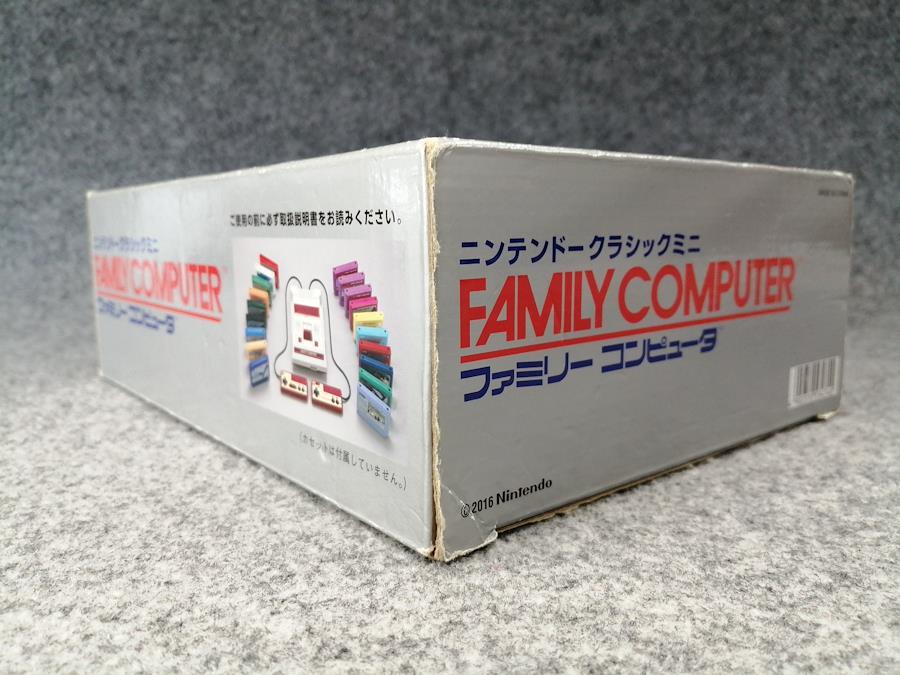 ご使用の前に必ず取扱説明書をお読みください。
ニンテンドークラシックミニ
FAMILY COMPUTER
ファミリー コンピュータ
(カセットは付属していません。)
ニンテンドークラシックミニ
FAMILY COMPUTER™
ファミリー コンピュータ™
© 2016 Nintendo